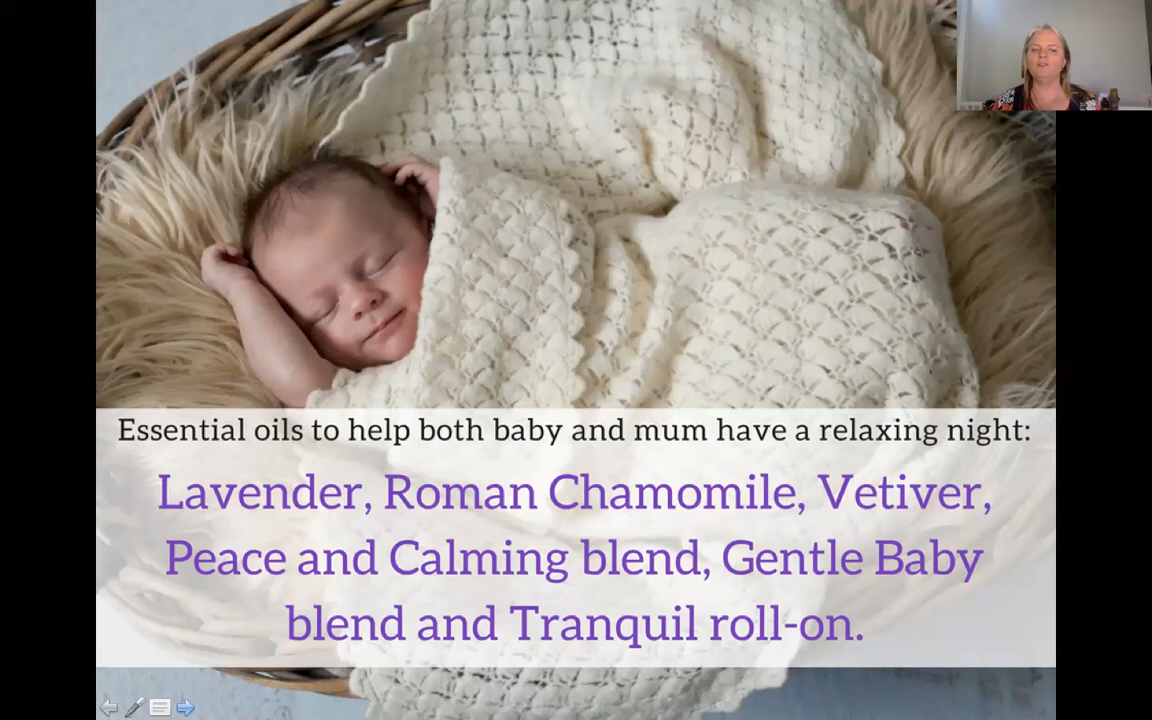 Essential oils to help both baby and mum have a relaxing night:
Lavender, Roman Chamomile, Vetiver,
Peace and Calming blend, Gentle Baby
blend and Tranquil roll-on.